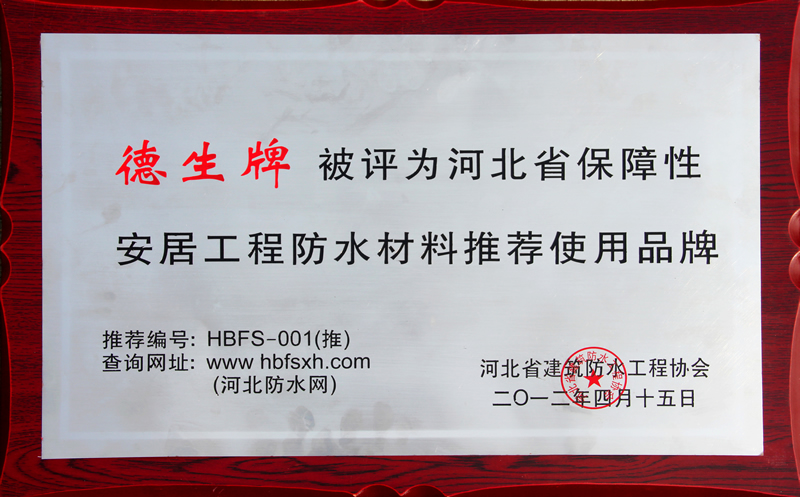 德生牌 被评为河北省保障性
安居工程防水材料推荐使用品牌
推荐编号: HBFS-001(推)
查询网址: www hbfsxh.com
(河北防水网)
河北省建筑防水工程协会
二〇一二年四月十五日